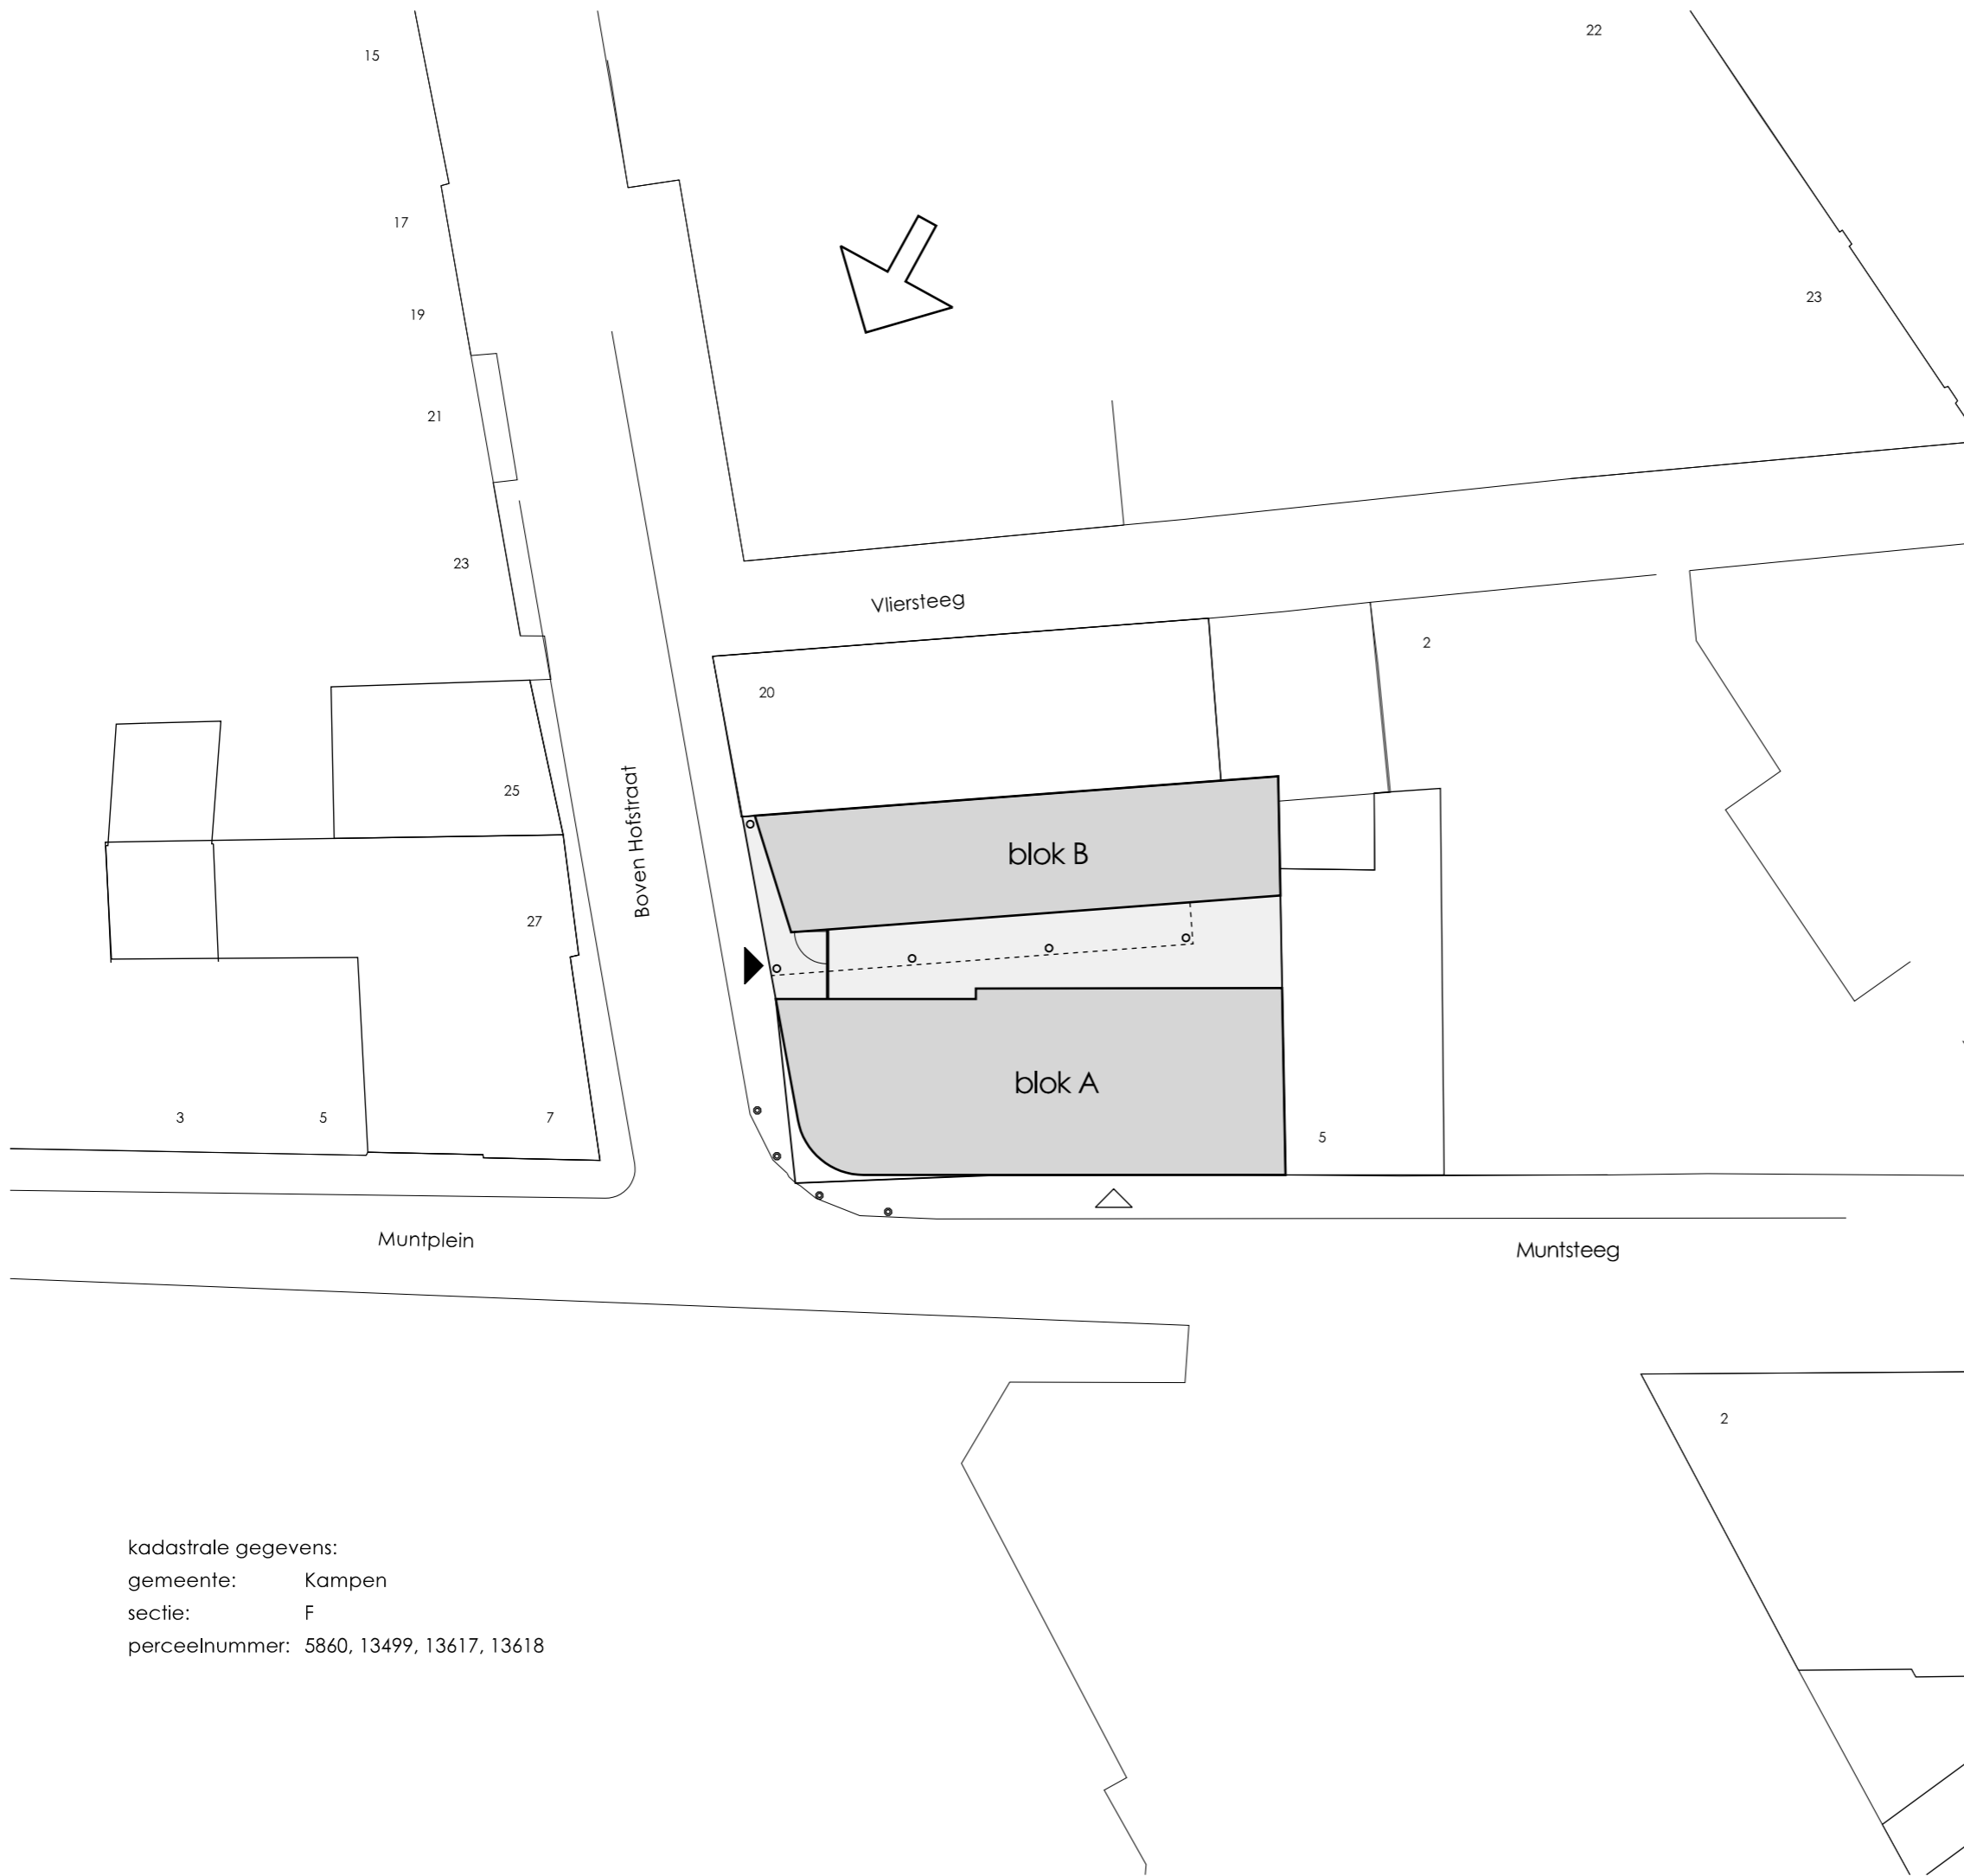 22
15
17
23
19
21
23
Vliersteeg
2
20
25
Boven Hofstraat
blok B
27
blok A
3
5
7
5
Muntplein
Muntsteeg
2
kadastrale gegevens:
gemeente: Kampen
sectie: F
perceelnummer: 5860, 13499, 13617, 13618